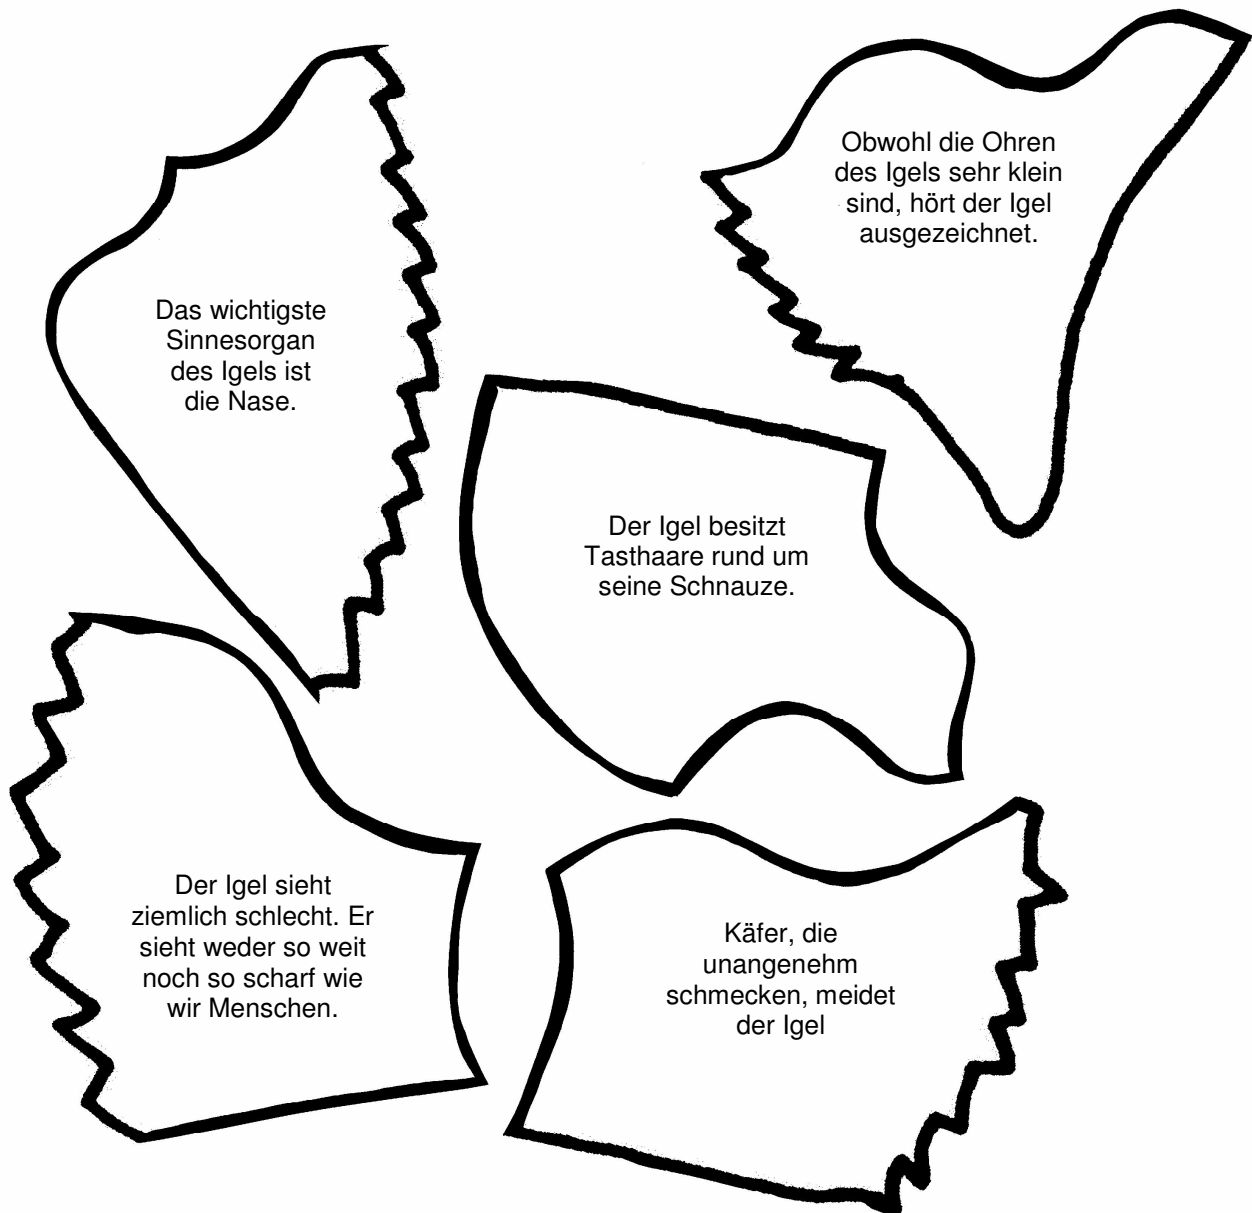 Obwohl die Ohren
des Igels sehr klein
sind, hört der Igel
ausgezeichnet.
Das wichtigste
Sinnesorgan
des Igels ist
die Nase.
Der Igel besitzt
Tasthaare rund um
seine Schnauze.
Der Igel sieht
ziemlich schlecht. Er
sieht weder so weit
noch so scharf wie
wir Menschen.
Käfer, die
unangenehm
schmecken, meidet
der Igel